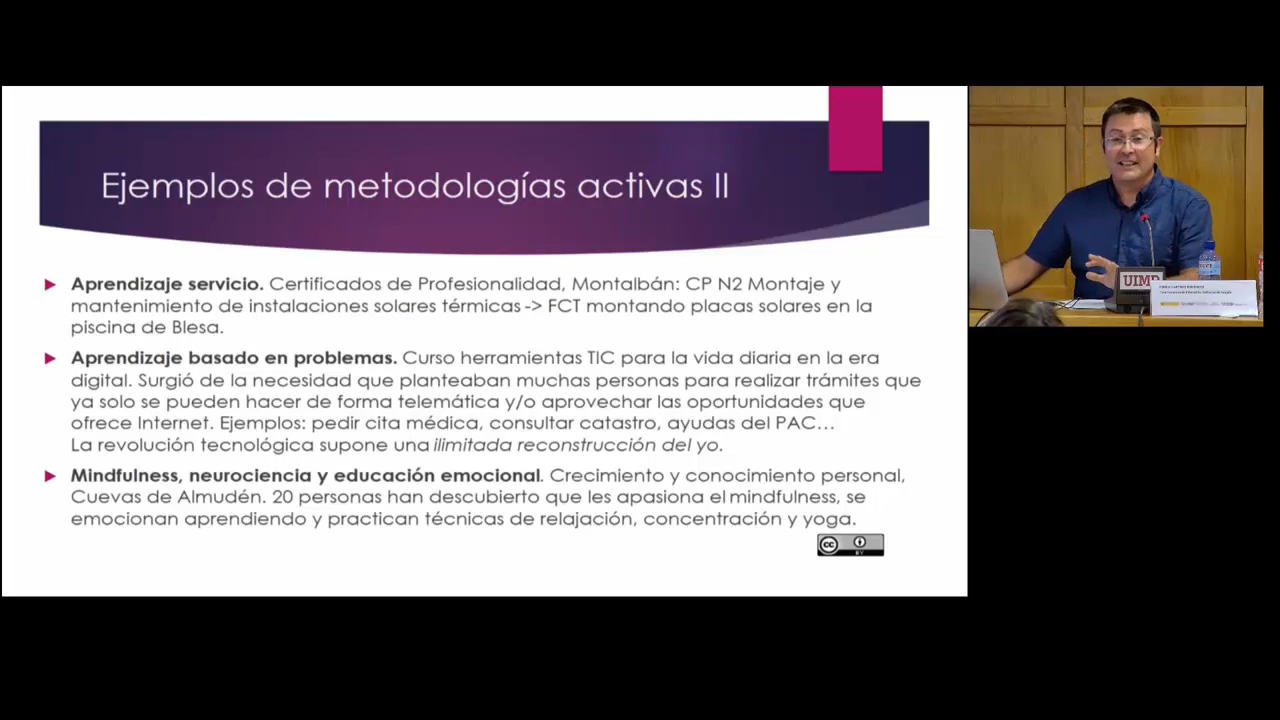 Ejemplos de metodologías activas II
Aprendizaje servicio. Certificados de Profesionalidad, Montalbán: CP N2 Montaje y
mantenimiento de instalaciones solares térmicas -> FCT montando placas solares en la
piscina de Blesa.
Aprendizaje basado en problemas. Curso herramientas TIC para la vida diaria en la era
digital. Surgió de la necesidad que planteaban muchas personas para realizar trámites que
ya solo se pueden hacer de forma telemática y/o aprovechar las oportunidades que
ofrece Internet. Ejemplos: pedir cita médica, consultar catastro, ayudas del PAC...
La revolución tecnológica supone una ilimitada reconstrucción del yo.
Mindfulness, neurociencia y educación emocional. Crecimiento y conocimiento personal,
Cuevas de Almudén. 20 personas han descubierto que les apasiona el mindfulness, se
emocionan aprendiendo y practican técnicas de relajación, concentración y yoga.
cc
BY
UIMP